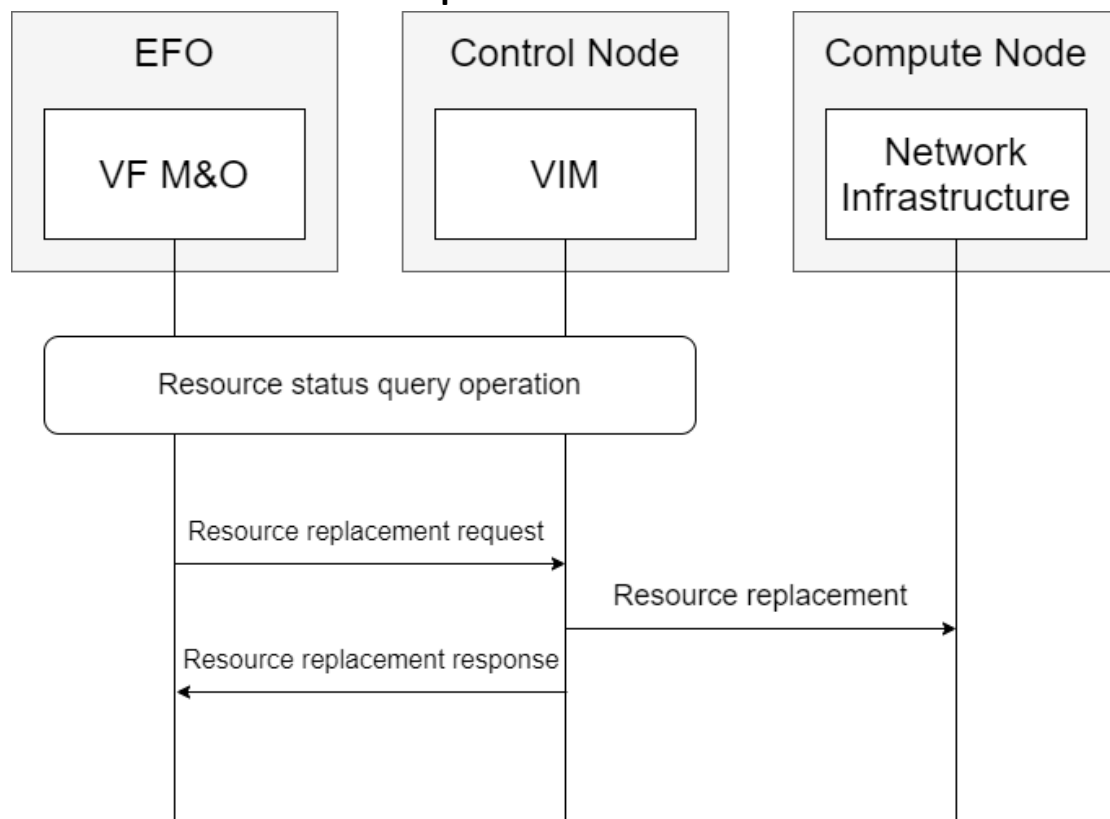 EFO
Control Node
Compute Node
VF M&O
VIM
Network
Infrastructure
Resource status query operation
Resource replacement request
Resource replacement
Resource replacement response